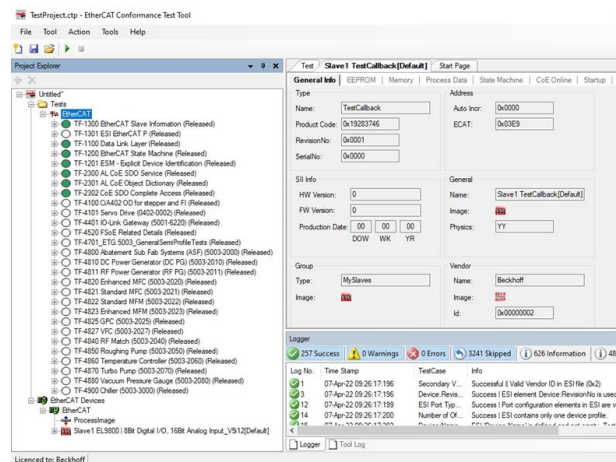 TestProject.ctp - EtherCAT Conformance Test Tool
File Tool Action Tools Help
Project Explorer
Untitled*
Tests
EtherCAT
TF-1300 EtherCAT Slave Information (Released)
TF-1301 ESI EtherCAT P (Released)
TF-1100 Data Link Layer (Released)
TF-1200 EtherCAT State Machine (Released)
TF-1201 ESM - Explicit Device Identification (Released)
TF-2300 AL CoE SDO Service (Released)
TF-2301 AL CoE Object Dictionary (Released)
TF-2302 CoE SDO Complete Access (Released)
TF-4100 CiA402 OD for stepper and FI (Released)
TF-4101 Servo Drive (0402-0002) (Released)
TF-4401 IO-Link Gateway (5001-6220) (Released)
TF-4520 FSoE Related Details (Released)
TF-4701_ETG.5003_GeneralSemiProfileTests (Released)
TF-4800 Abatement Sub Fab Systems (ASF) (5003-2000) (Released)
TF-4810 DC Power Generator (DC PG) (5003-2010) (Released)
TF-4811 RF Power Generator (RF PG) (5003-2011) (Released)
TF-4820 Enhanced MFC (5003-2020) (Released)
TF-4821 Standard MFC (5003-2021) (Released)
TF-4822 Standard MFM (5003-2022) (Released)
TF-4823 Enhanced MFM (5003-2023) (Released)
TF-4825 GPC (5003-2025) (Released)
TF-4827 VFC (5003-2027) (Released)
TF-4840 RF Match (5003-2040) (Released)
TF-4850 Roughing Pump (5003-2050) (Released)
TF-4860 Temperature Controller (5003-2060) (Released)
TF-4870 Turbo Pump (5003-2070) (Released)
TF-4880 Vacuum Pressure Gauge (5003-2080) (Released)
TF-4900 Chiller (5003-3000) (Released)
EtherCAT Devices
EtherCAT
ProcessImage
Slave1 EL9800 | 8Bit Digital I/O, 16Bit Analog Input_V5i12[Default]
Licenced to: Beckhoff
Test Slave1 TestCallback[Default] Start Page
General Info EEPROM Memory Process Data State Machine CoE Online Startup
Type
Name: TestCallback
Product Code: 0x19283746
RevisionNo: 0x0001
SerialNo: 0x0000
Address
Auto Incr: 0x0000
ECAT: 0x03E9
SII Info
HW Version: 0
FW Version: 0
Production Date: 00 00 00
DOW WK YR
General
Name: Slave1 TestCallback[Default]
Image:
Physics: YY
Group
Type: MySlaves
Image:
Vendor
Name: Beckhoff
Image:
Id: 0x00000002
Logger
257 Success 0 Warnings 0 Errors 3241 Skipped 626 Information 48
Log No. Time Stamp TestCase Info
1 07-Apr-22 09:26:17:196 Secondary V... Successful | Valid Vendor ID in ESI file (0x2)
3 07-Apr-22 09:26:17:196 Device.Revis... Success | ESI element Device:RevisionNo is used
12 07-Apr-22 09:26:17:199 ESI Port Typ... Success | Port configuration elements in ESI are v
14 07-Apr-22 09:26:17:200 Number of Of... Success | ESI contains only one device profile.
Logger Tool Log